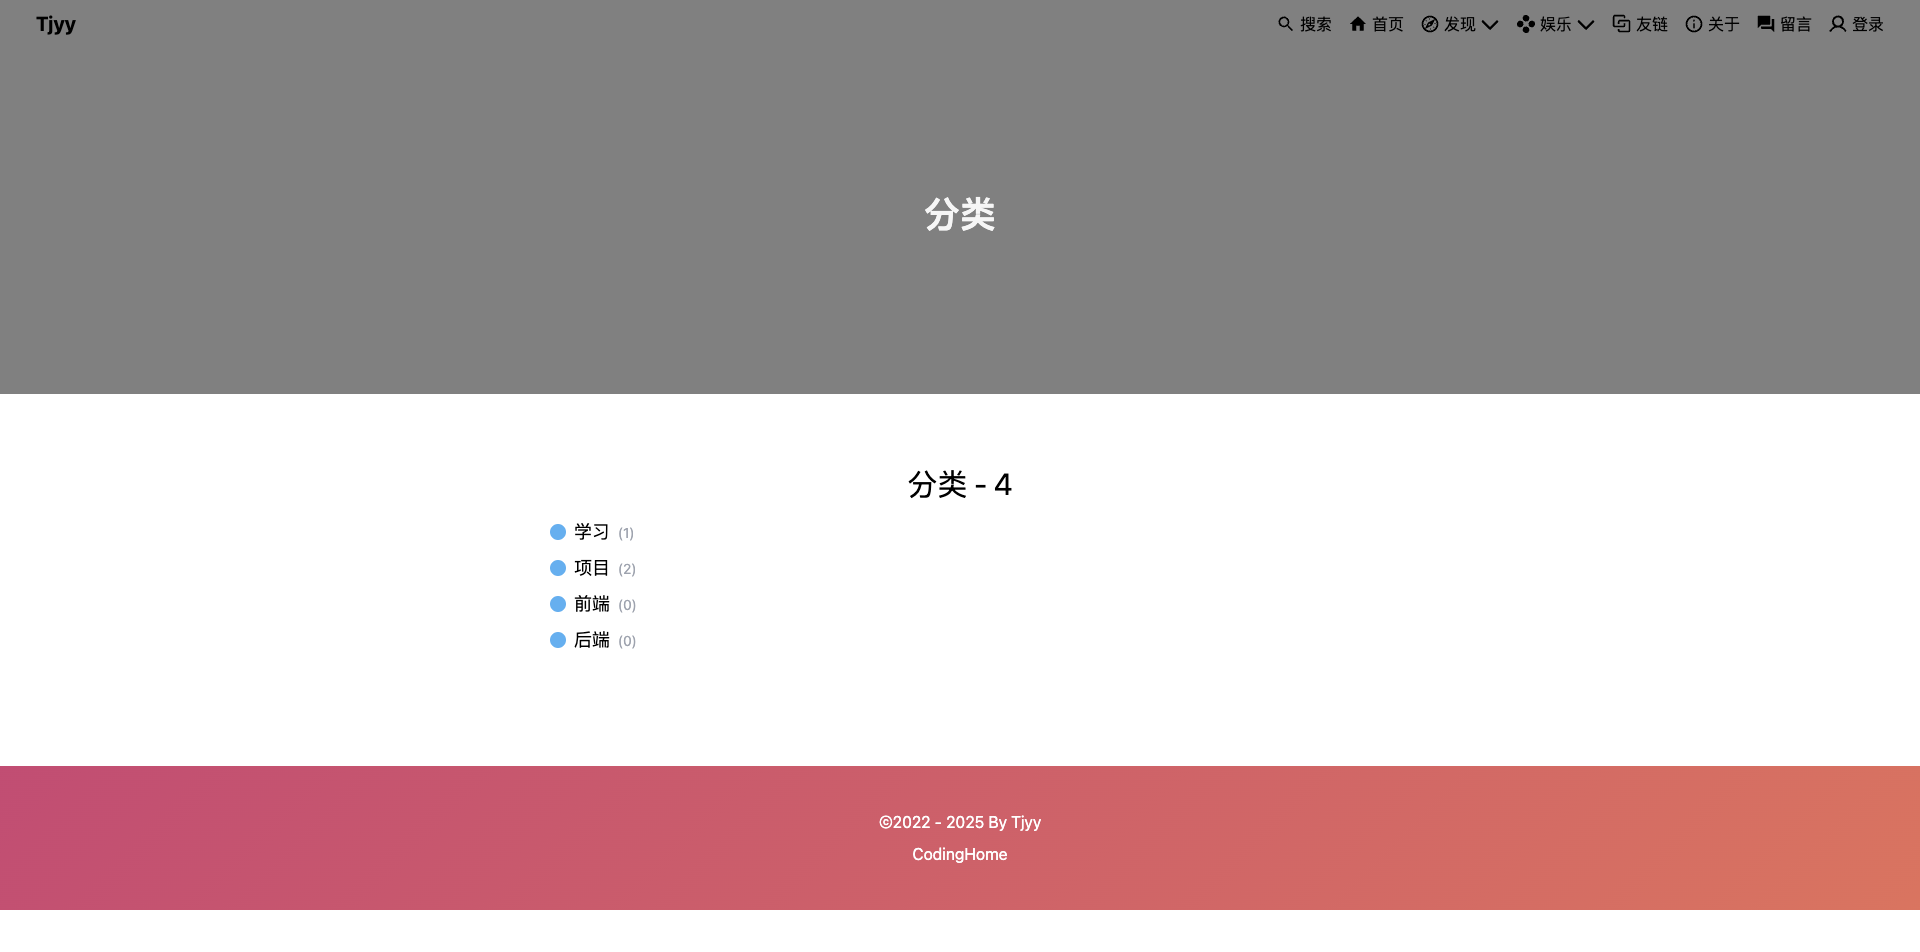 Tjyy 搜索 首页 发现 娱乐 友链 关于 留言 登录
分类
分类 - 4
学习 (1)
项目 (2)
前端 (0)
后端 (0)
©2022 - 2025 By Tjyy
CodingHome